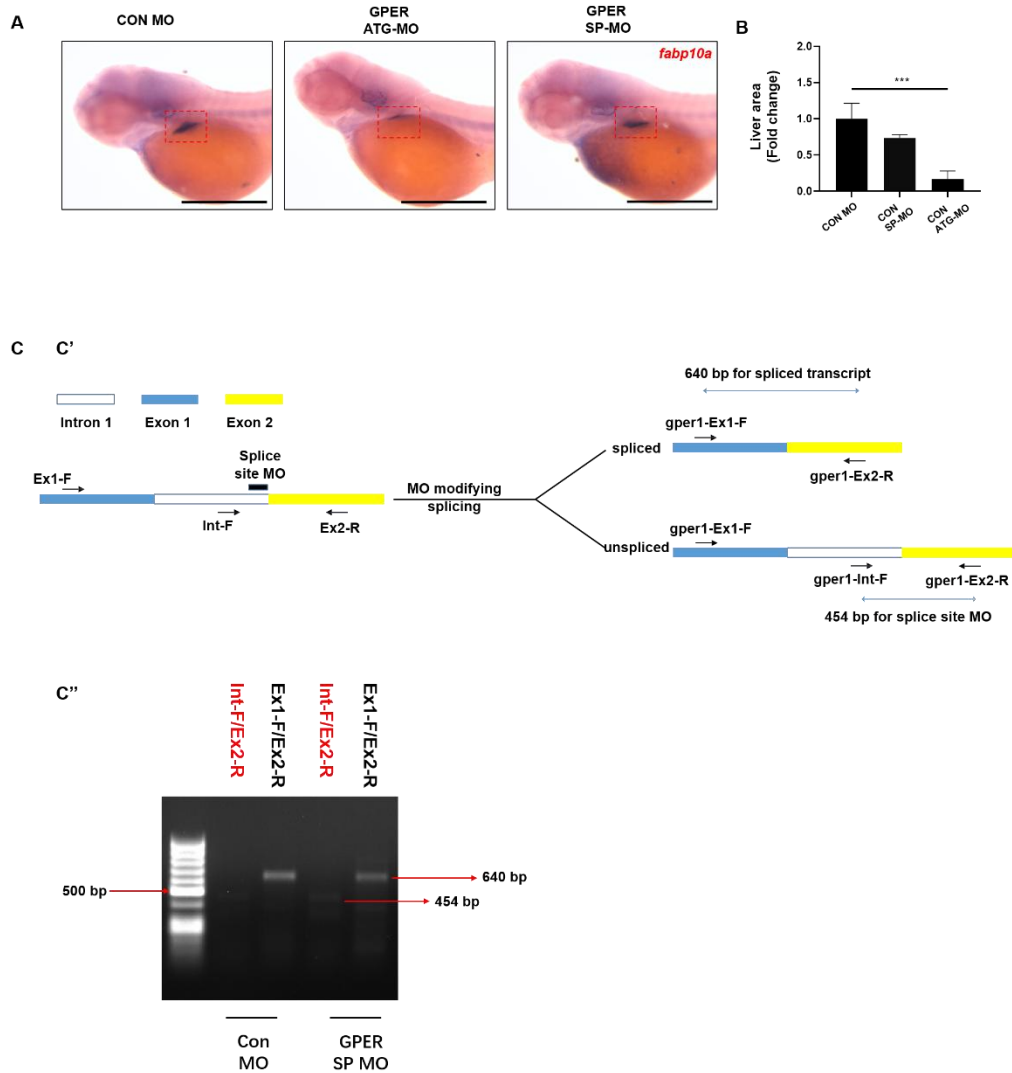 A
CON MO
GPER
ATG-MO
GPER
SP-MO
fabp10a
B
2.0
1.5
1.0
0.5
0.0
Liver area
(Fold change)
***
CON MO
CON
SP-MO
CON
ATG-MO
C
C'
Intron 1
Exon 1
Exon 2
Splice
site MO
Ex1-F
Int-F
Ex2-R
MO modifying
splicing
640 bp for spliced transcript
gper1-Ex1-F
spliced
gper1-Ex2-R
gper1-Ex1-F
unspliced
gper1-Int-F
gper1-Ex2-R
454 bp for splice site MO
C''
Int-F/Ex2-R
Ex1-F/Ex2-R
Int-F/Ex2-R
Ex1-F/Ex2-R
500 bp
640 bp
454 bp
Con
MO
GPER
SP MO